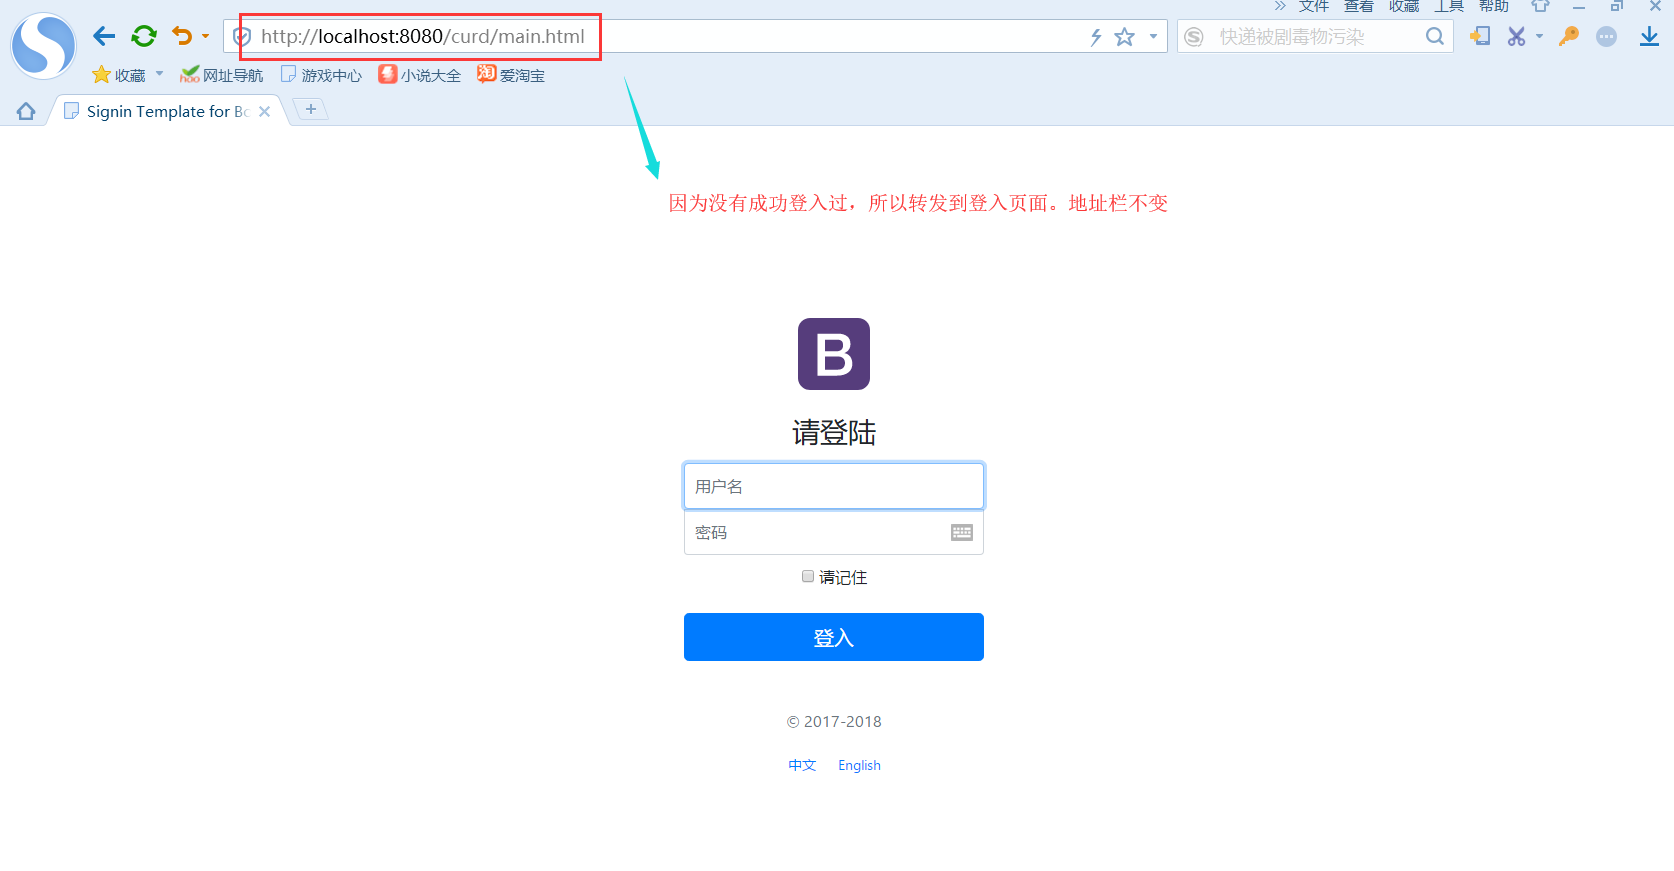 文件 查看 收藏 工具 帮助
http://localhost:8080/curd/main.html
快递被剧毒物污染
收藏 网址导航 游戏中心 小说大全 爱淘宝
Signin Template for Bo
因为没有成功登入过，所以转发到登入页面。地址栏不变
B
请登陆
用户名
密码
请记住
登入
© 2017-2018
中文 English